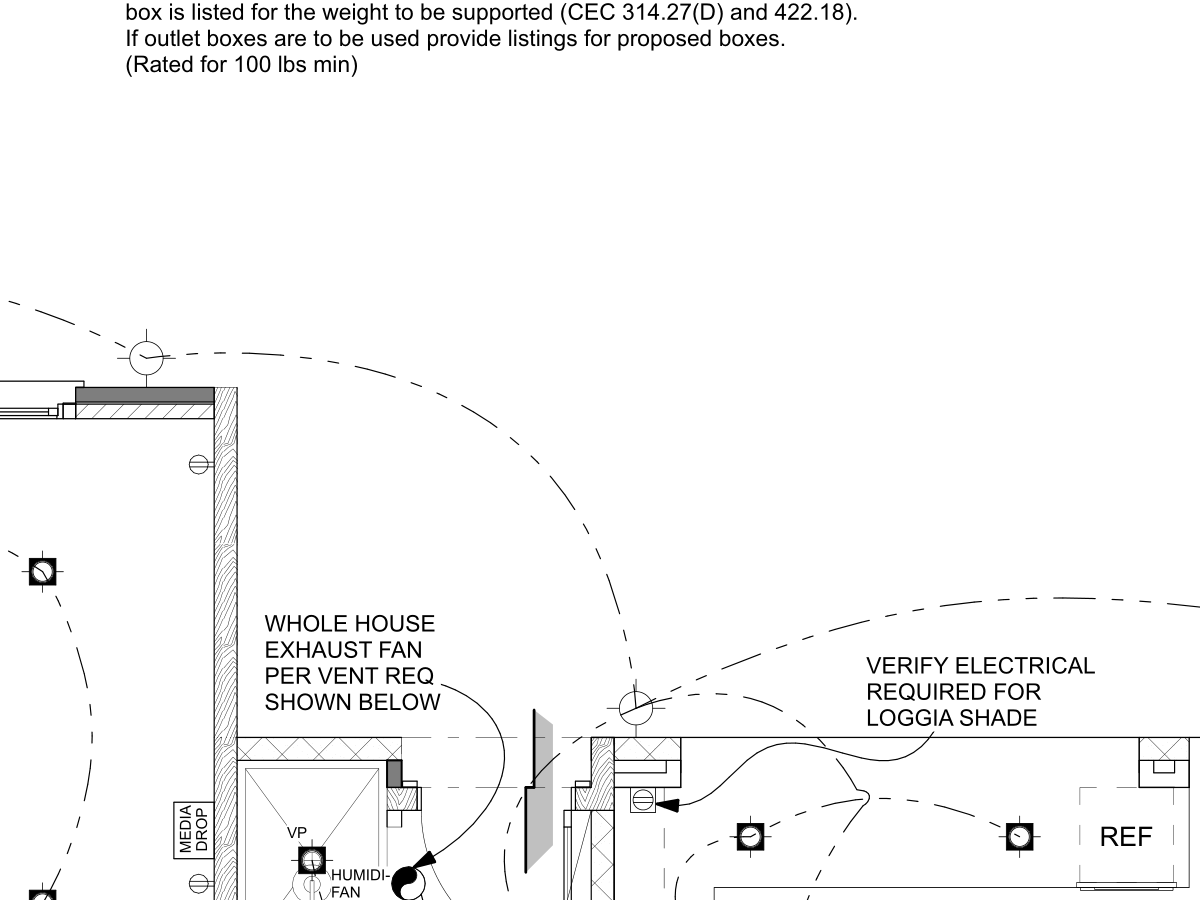 box is listed for the weight to be supported (CEC 314.27(D) and 422.18).
If outlet boxes are to be used provide listings for proposed boxes.
(Rated for 100 lbs min)
WHOLE HOUSE
EXHAUST FAN
PER VENT REQ
SHOWN BELOW
VERIFY ELECTRICAL
REQUIRED FOR
LOGGIA SHADE
MEDIA
DROP
VP
HUMIDI-
FAN
REF